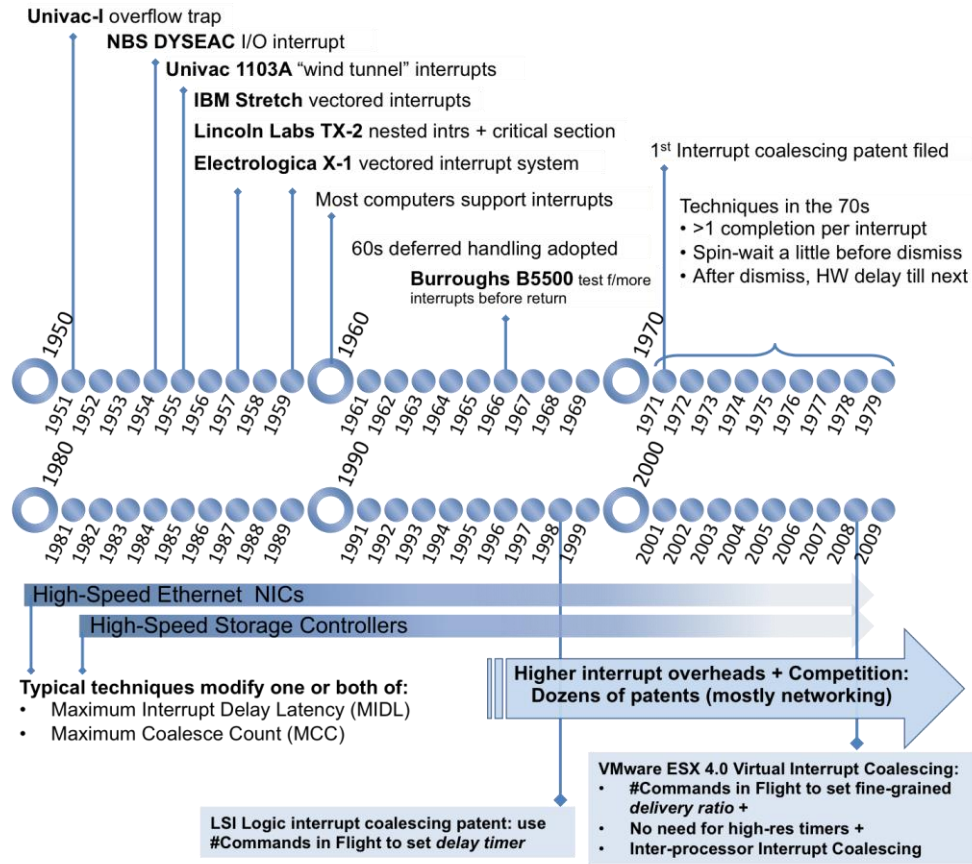 Univac-I overflow trap
NBS DYSEAC I/O interrupt
Univac 1103A “wind tunnel” interrupts
IBM Stretch vectored interrupts
Lincoln Labs TX-2 nested intrs + critical section
Electrologica X-1 vectored interrupt system
Most computers support interrupts
60s deferred handling adopted
Burroughs B5500 test f/more
interrupts before return
1st Interrupt coalescing patent filed
Techniques in the 70s
• >1 completion per interrupt
• Spin-wait a little before dismiss
• After dismiss, HW delay till next
1950
1951
1952
1953
1954
1955
1956
1957
1958
1959
1960
1961
1962
1963
1964
1965
1966
1967
1968
1969
1970
1971
1972
1973
1974
1975
1976
1977
1978
1979
1980
1981
1982
1983
1984
1985
1986
1987
1988
1989
1990
1991
1992
1993
1994
1995
1996
1997
1998
1999
2000
2001
2002
2003
2004
2005
2006
2007
2008
2009
High-Speed Ethernet NICs
High-Speed Storage Controllers
Typical techniques modify one or both of:
• Maximum Interrupt Delay Latency (MIDL)
• Maximum Coalesce Count (MCC)
Higher interrupt overheads + Competition:
Dozens of patents (mostly networking)
LSI Logic interrupt coalescing patent: use
#Commands in Flight to set delay timer
VMware ESX 4.0 Virtual Interrupt Coalescing:
• #Commands in Flight to set fine-grained
delivery ratio +
• No need for high-res timers +
• Inter-processor Interrupt Coalescing